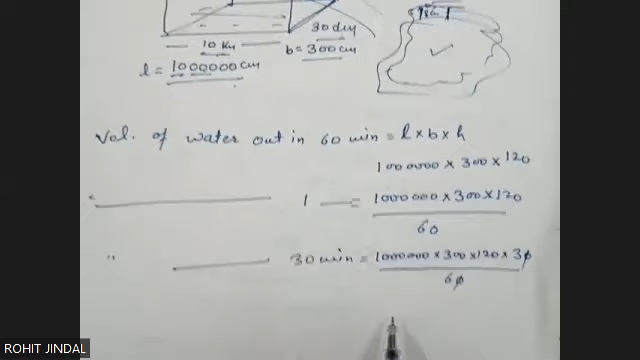 30 dm
10 Km
b = 300 cm
l = 1000000 cm
Vol. of water out in 60 min = l x b x h
1000000 x 300 x 120
" 1 = 1000000 x 300 x 120
60
" 30 min = 1000000 x 300 x 120 x 30
60
ROHIT JINDAL